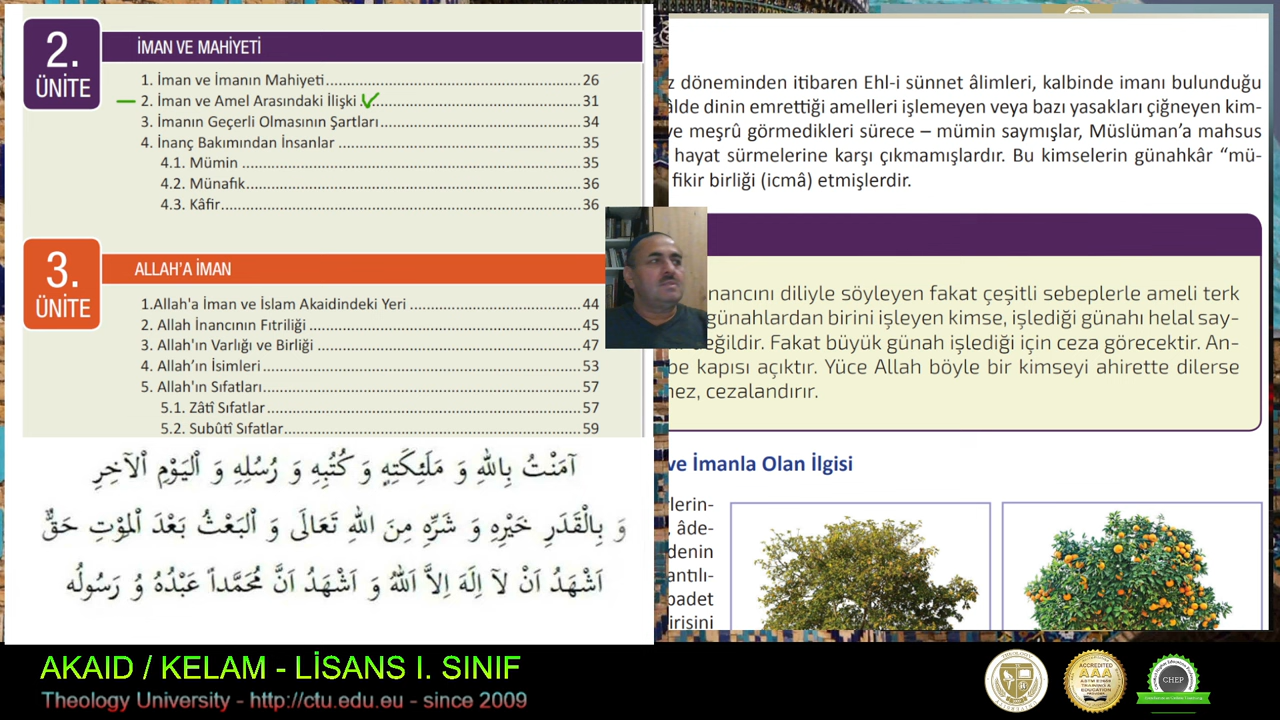 2.
ÜNİTE
İMAN VE MAHİYETİ
1. İman ve İmanın Mahiyeti 26
2. İman ve Amel Arasındaki İlişki 31
3. İmanın Geçerli Olmasının Şartları 34
4. İnanç Bakımından İnsanlar 35
4.1. Mümin 35
4.2. Münafık 36
4.3. Kâfir 36
3.
ÜNİTE
ALLAH'A İMAN
1.Allah'a İman ve İslam Akaidindeki Yeri 44
2. Allah İnancının Fıtriliği 45
3. Allah'ın Varlığı ve Birliği 47
4. Allah’ın İsimleri 53
5. Allah'ın Sıfatları 57
5.1. Zâtî Sıfatlar 57
5.2. Subûtî Sıfatlar 59
آمَنْتُ بِاللهِ وَ مَلَئِكَتِهِ وَ كُتُبِهِ وَ رُسُلِهِ وَ الْيَوْمِ الْآخِرِ
وَ بِالْقَدَرِ خَيْرِهِ وَ شَرِّهِ مِنَ اللهِ تَعَالَى وَ الْبَعْثُ بَعْدَ الْمَوْتِ حَقٌّ
اَشْهَدُ اَنْ لآ اِلَهَ اِلاَّ اللهُ وَ اَشْهَدُ اَنَّ مُحَمَّداً عَبْدُهُ وُ رَسُولُه
z döneminden itibaren Ehl-i sünnet âlimleri, kalbinde imanı bulunduğu
âlde dinin emrettiği amelleri işlemeyen veya bazı yasakları çiğneyen kim-
ve meşrû görmedikleri sürece – mümin saymışlar, Müslüman’a mahsus
hayat sürmelerine karşı çıkmamışlardır. Bu kimselerin günahkâr “mü-
fikir birliği (icmâ) etmişlerdir.
nancını diliyle söyleyen fakat çeşitli sebeplerle ameli terk
günahlardan birini işleyen kimse, işlediği günahı helal say-
değildir. Fakat büyük günah işlediği için ceza görecektir. An-
be kapısı açıktır. Yüce Allah böyle bir kimseyi ahirette dilerse
mez, cezalandırır.
ve İmanla Olan İlgisi
lerin-
, âde-
denin
antılı-
badet
irisini
AKAID / KELAM - LİSANS I. SINIF
Theology University - http://ctu.edu.eu - since 2009
ACCREDITED
AAA
CHEP